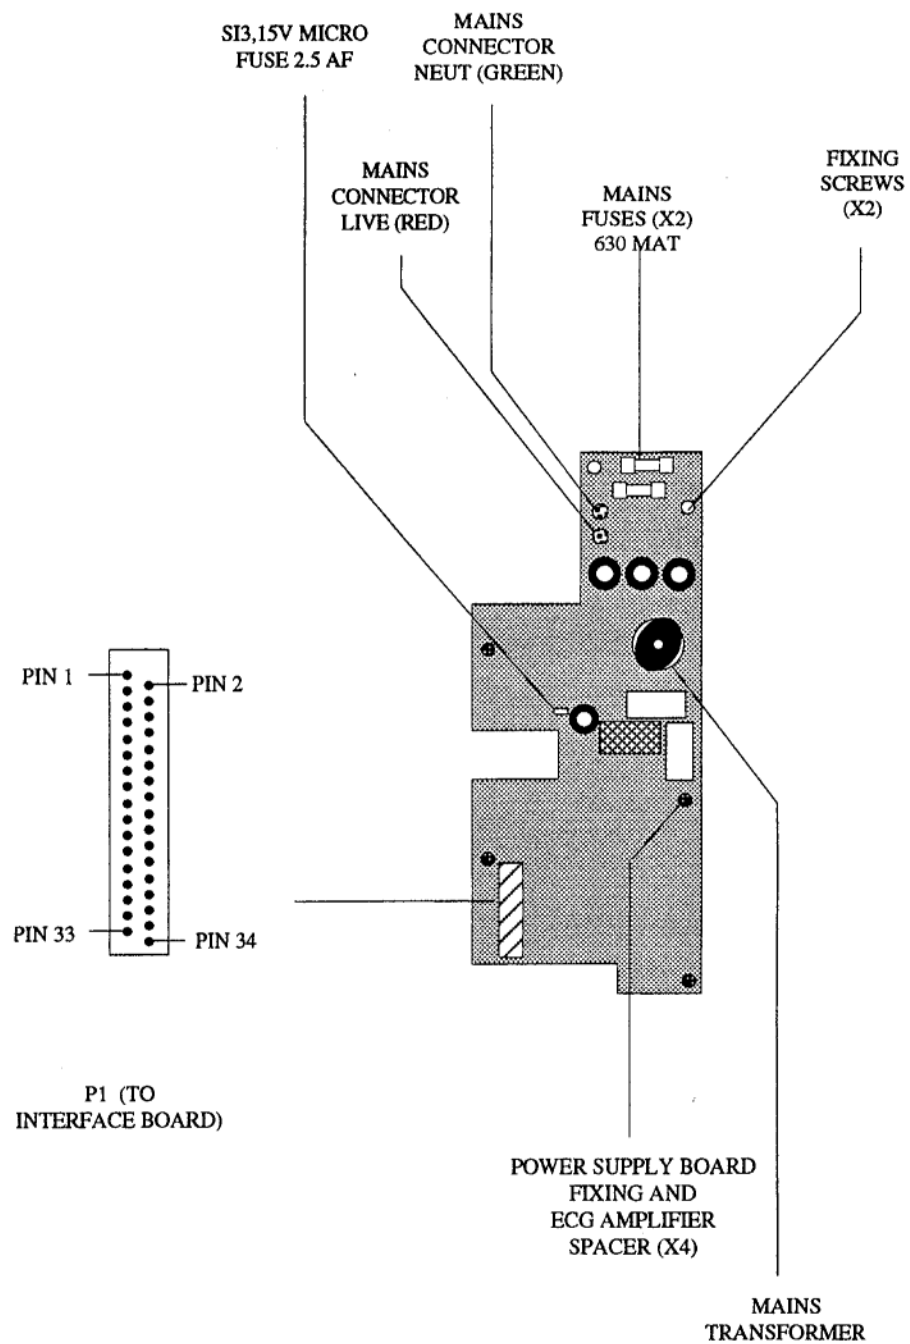 SI3,15V MICRO
FUSE 2.5 AF
MAINS
CONNECTOR
NEUT (GREEN)
MAINS
CONNECTOR
LIVE (RED)
MAINS
FUSES (X2)
630 MAT
FIXING
SCREWS
(X2)
PIN 1
PIN 2
PIN 33
PIN 34
P1 (TO
INTERFACE BOARD)
POWER SUPPLY BOARD
FIXING AND
ECG AMPLIFIER
SPACER (X4)
MAINS
TRANSFORMER